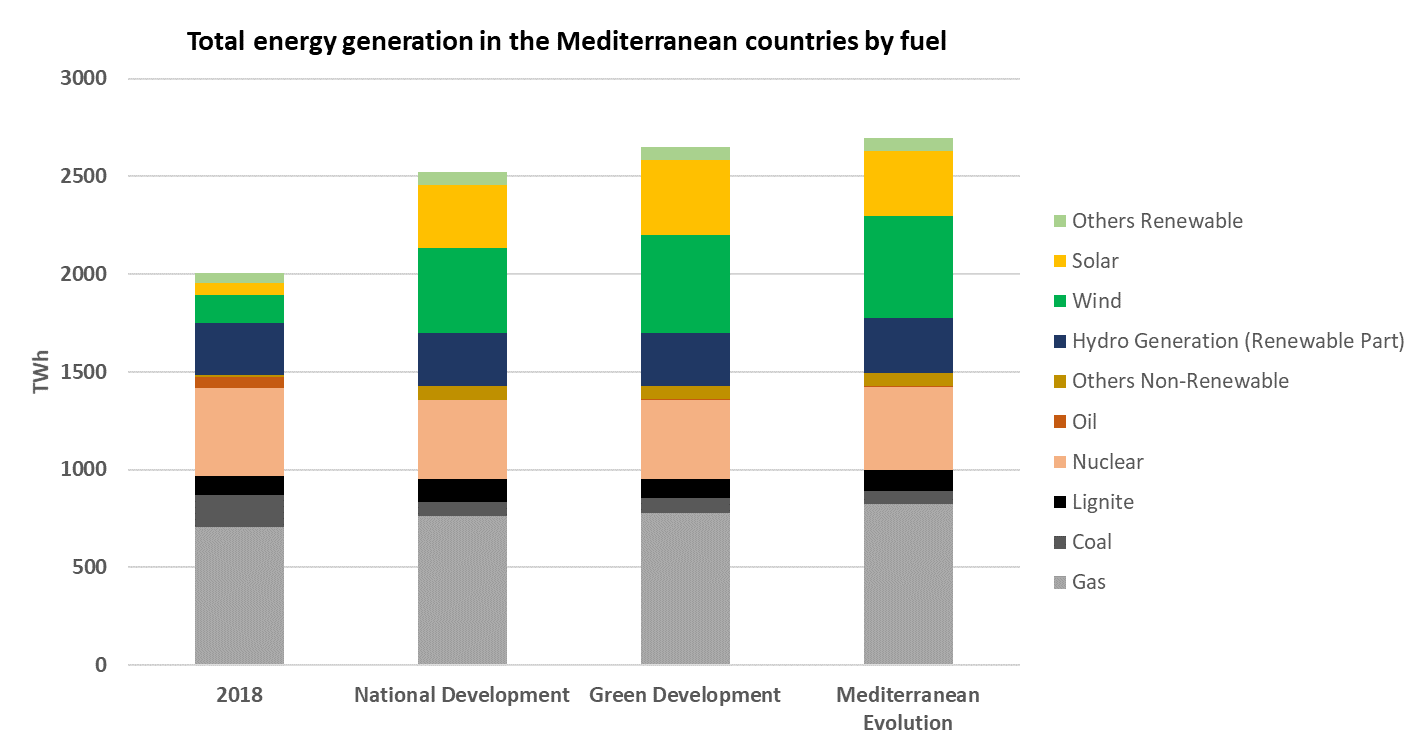 Total energy generation in the Mediterranean countries by fuel
3000
2500
2000
1500
1000
500
0
TWh
2018
National Development
Green Development
Mediterranean
Evolution
Others Renewable
Solar
Wind
Hydro Generation (Renewable Part)
Others Non-Renewable
Oil
Nuclear
Lignite
Coal
Gas